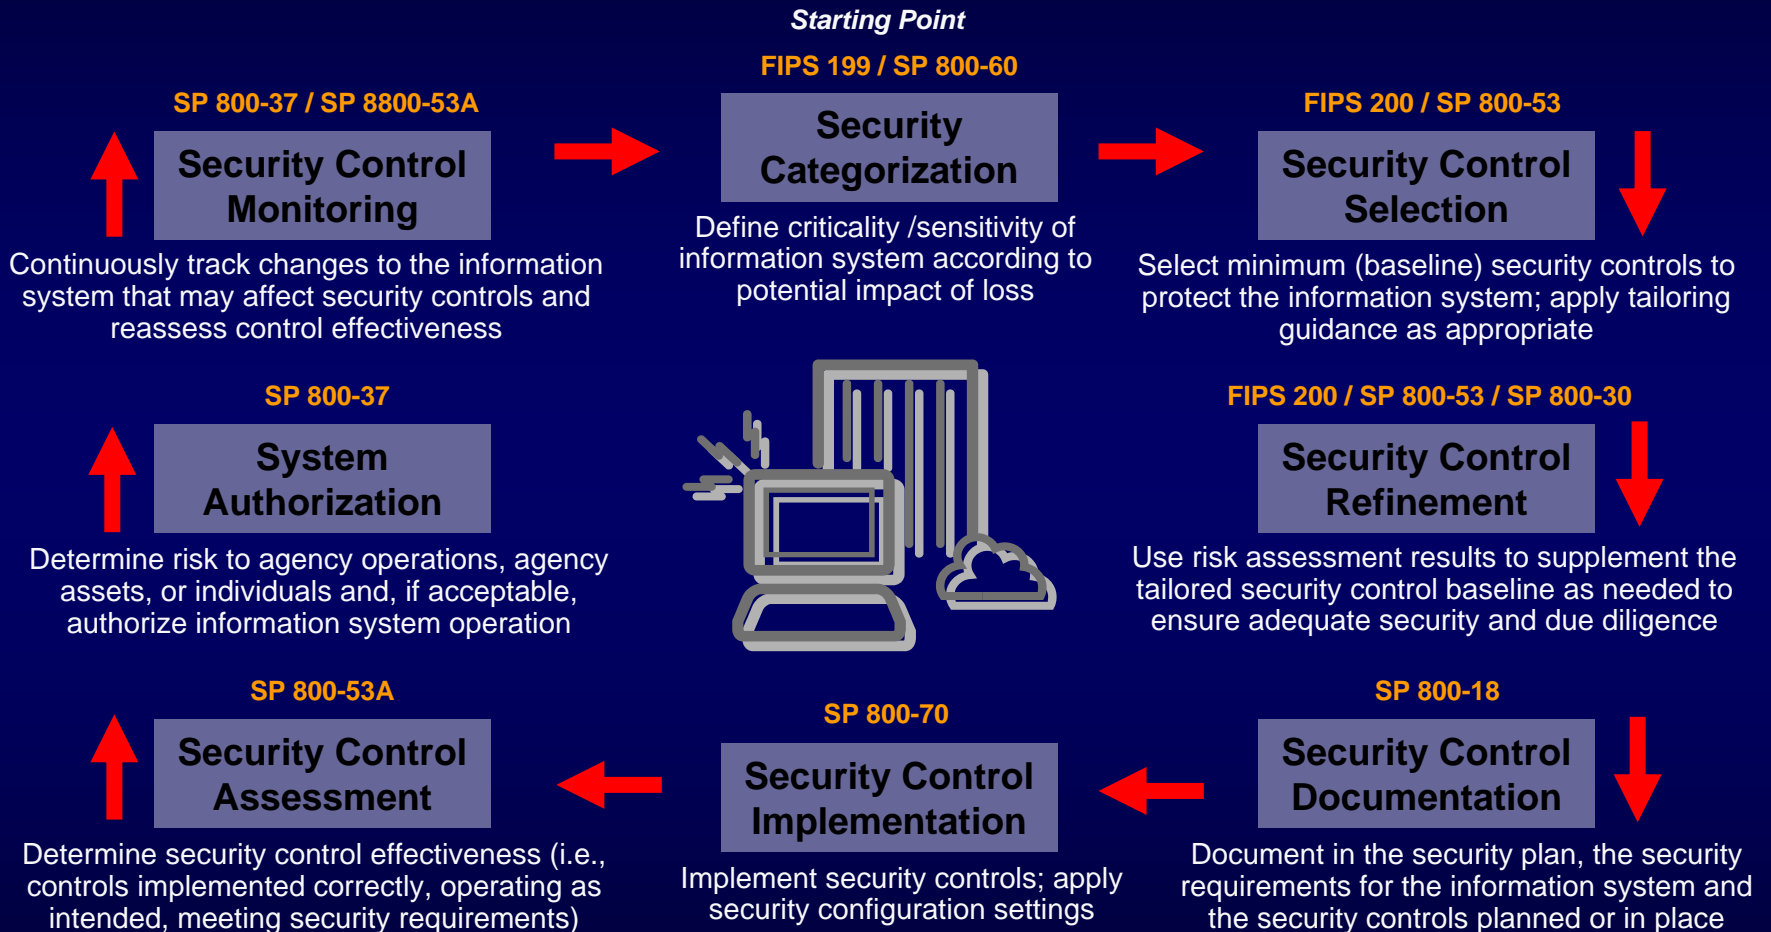 Starting Point
FIPS 199 / SP 800-60
Security
Categorization
Define criticality /sensitivity of
information system according to
potential impact of loss
FIPS 200 / SP 800-53
Security Control
Selection
Select minimum (baseline) security controls to
protect the information system; apply tailoring
guidance as appropriate
FIPS 200 / SP 800-53 / SP 800-30
Security Control
Refinement
Use risk assessment results to supplement the
tailored security control baseline as needed to
ensure adequate security and due diligence
SP 800-18
Security Control
Documentation
Document in the security plan, the security
requirements for the information system and
the security controls planned or in place
SP 800-70
Security Control
Implementation
Implement security controls; apply
security configuration settings
SP 800-53A
Security Control
Assessment
Determine security control effectiveness (i.e.,
controls implemented correctly, operating as
intended, meeting security requirements)
SP 800-37
System
Authorization
Determine risk to agency operations, agency
assets, or individuals and, if acceptable,
authorize information system operation
SP 800-37 / SP 8800-53A
Security Control
Monitoring
Continuously track changes to the information
system that may affect security controls and
reassess control effectiveness